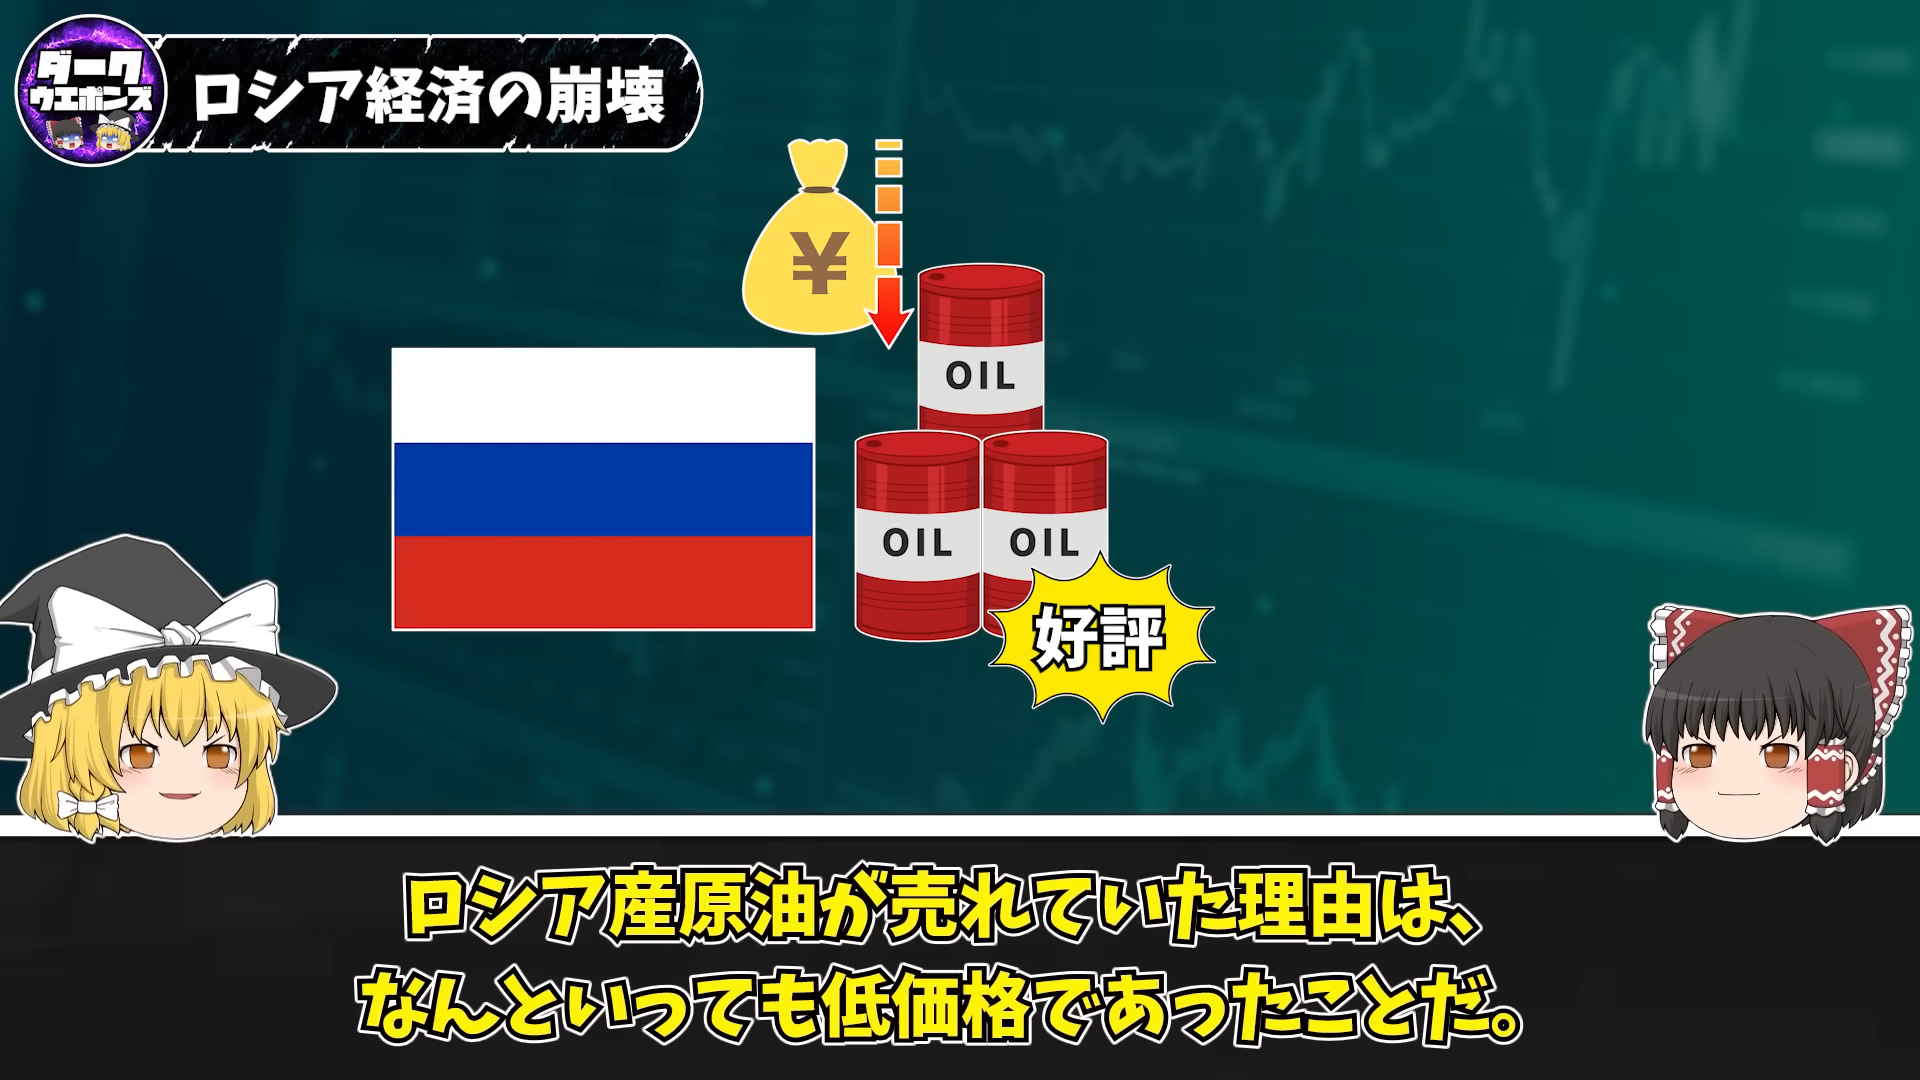 ダーク
ウエポンズ
ロシア経済の崩壊
¥
OIL
OIL
OIL
好評
ロシア産原油が売れていた理由は、
なんといっても低価格であったことだ。